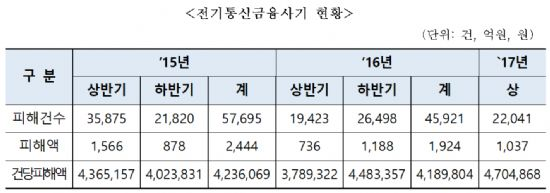 <전기통신금융사기 현황>
(단위: 건, 억원, 원)
구 분 '15년 '16년 `17년
상반기 하반기 계 상반기 하반기 계 상
피해건수 35,875 21,820 57,695 19,423 26,498 45,921 22,041
피해액 1,566 878 2,444 736 1,188 1,924 1,037
건당피해액 4,365,157 4,023,831 4,236,069 3,789,322 4,483,357 4,189,804 4,704,868